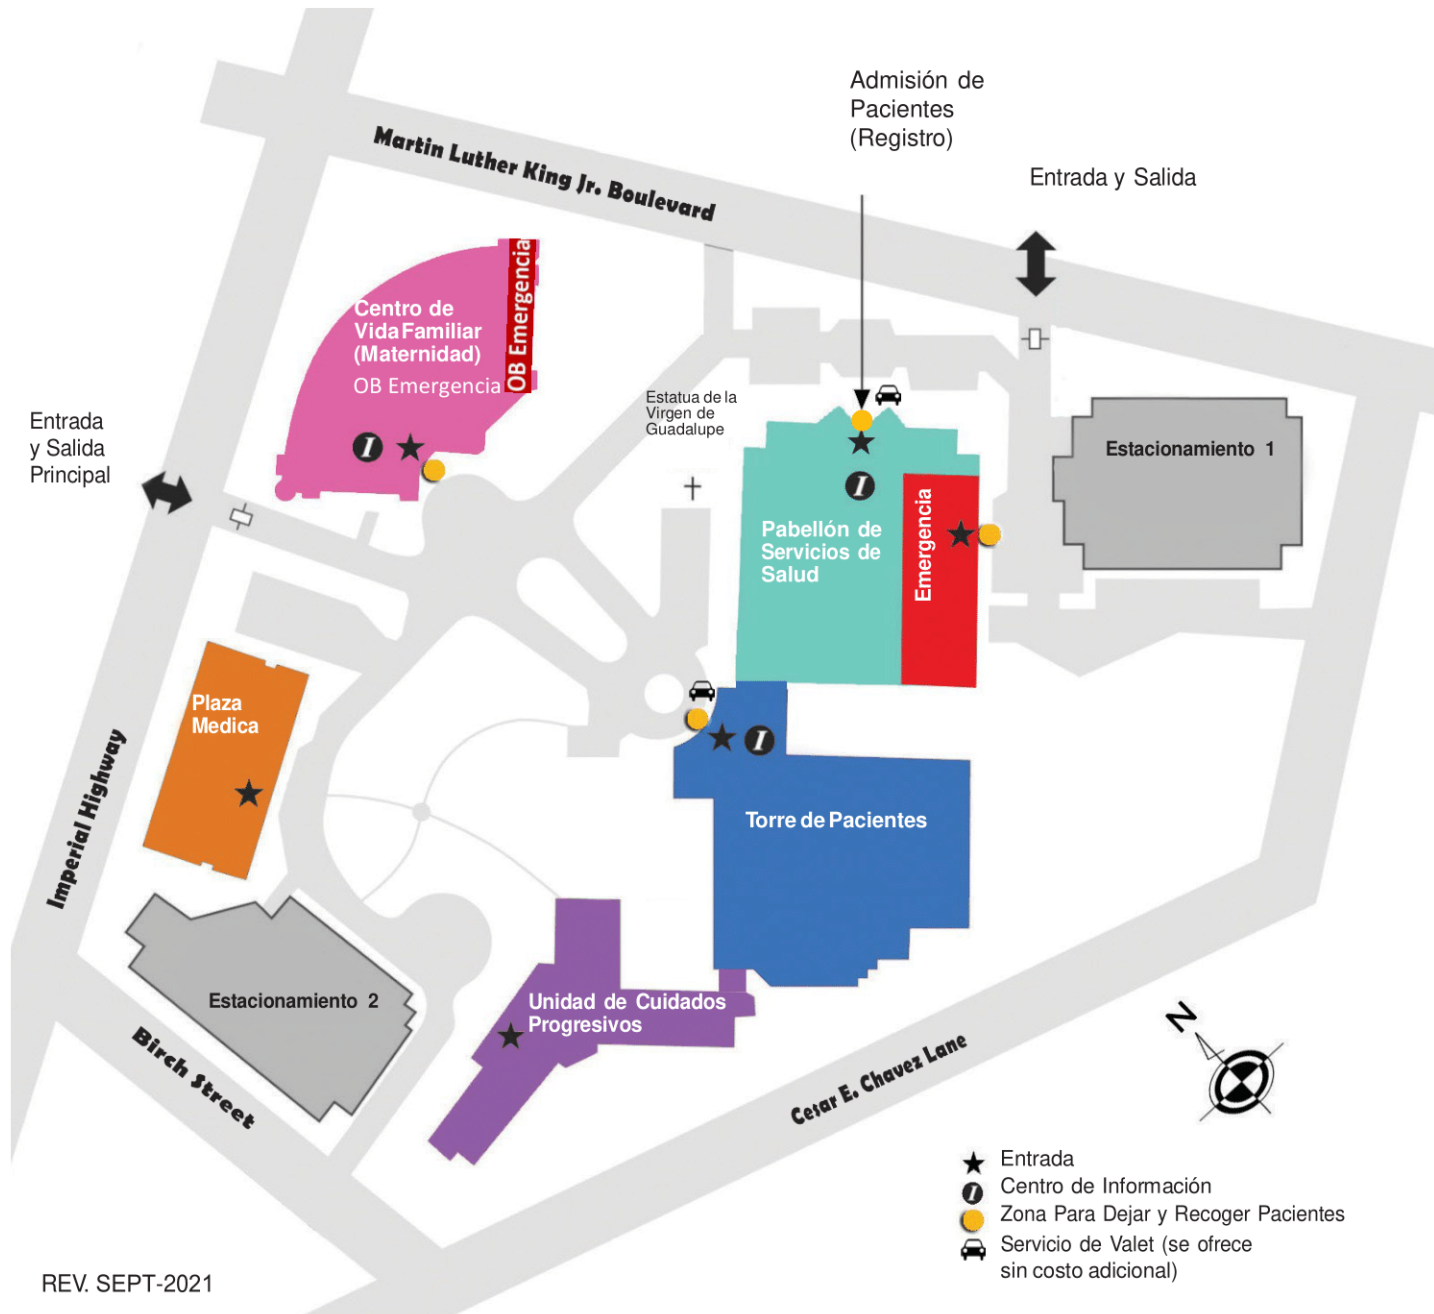 Admisión de
Pacientes
(Registro)
Martin Luther King Jr. Boulevard
Entrada y Salida
OB Emergencia
Centro de
Vida Familiar
(Maternidad)
OB Emergencia
I
Estatua de la
Virgen de
Guadalupe
Entrada
y Salida
Principal
Estacionamiento 1
I
Emergencia
Pabellón de
Servicios de
Salud
Plaza
Medica
I
Imperial Highway
Torre de Pacientes
Estacionamiento 2
Unidad de Cuidados
Progresivos
Birch Street
Cesar E. Chavez Lane
N
Entrada
I Centro de Información
Zona Para Dejar y Recoger Pacientes
Servicio de Valet (se ofrece
sin costo adicional)
REV. SEPT-2021